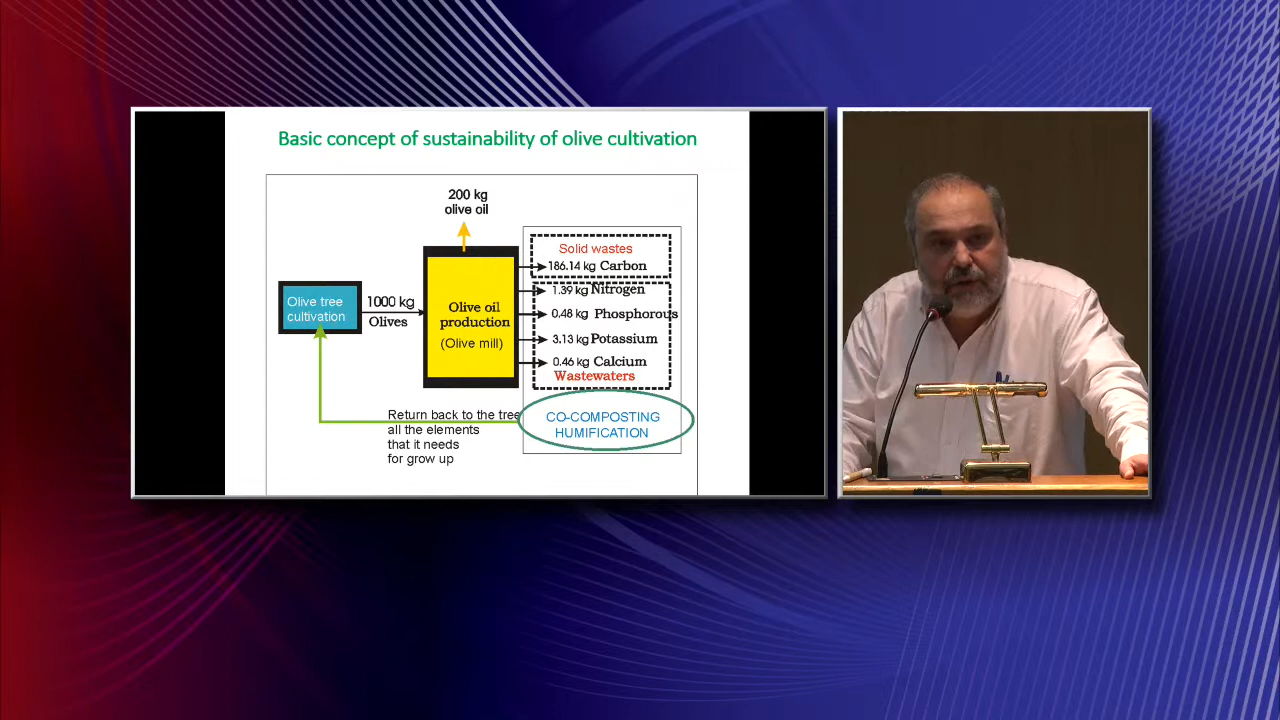 Basic concept of sustainability of olive cultivation
200 kg
olive oil
Solid wastes
186.14 kg Carbon
1.39 kg Nitrogen
0.48 kg Phosphorous
3.13 kg Potassium
0.46 kg Calcium
Wastewaters
Olive tree
cultivation
1000 kg
Olives
Olive oil
production
(Olive mill)
Return back to the tree
all the elements
that it needs
for grow up
CO-COMPOSTING
HUMIFICATION